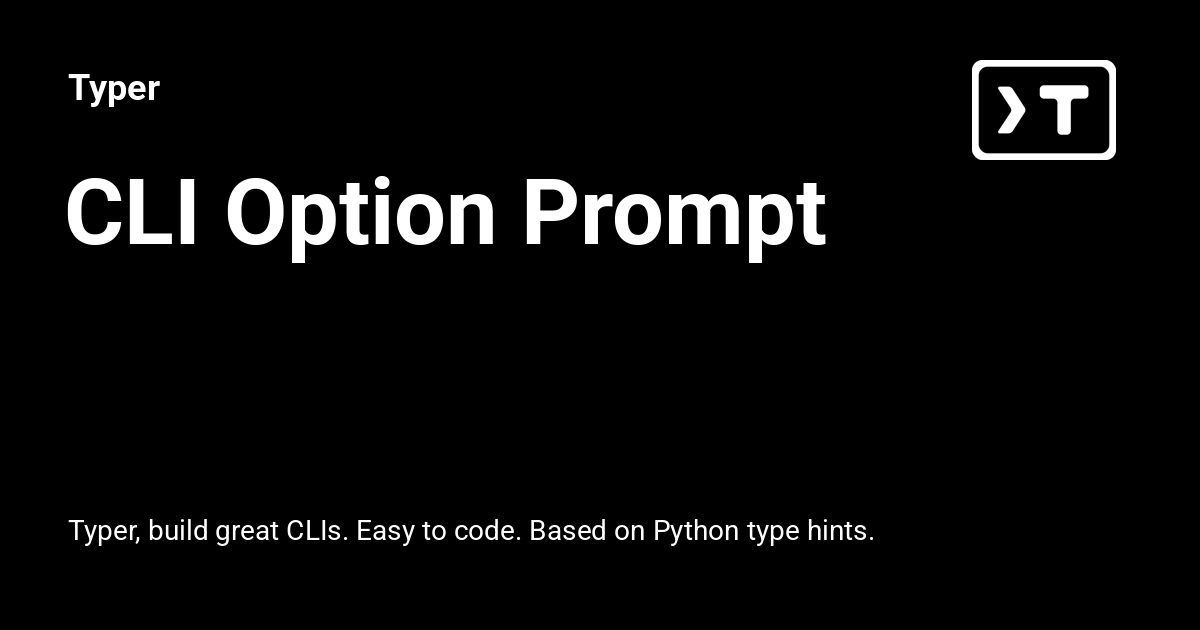 Typer
CLI Option Prompt
Typer, build great CLIs. Easy to code. Based on Python type hints.